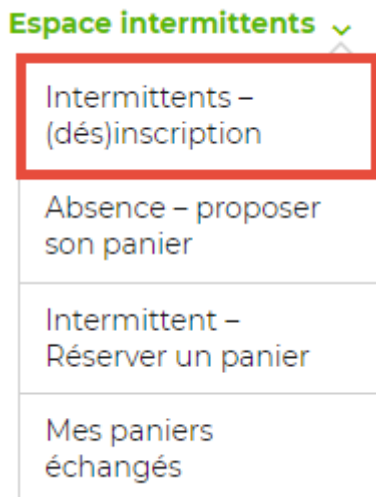 Espace intermittents
Intermittents –
(dés)inscription
Absence – proposer
son panier
Intermittent –
Réserver un panier
Mes paniers
échangés